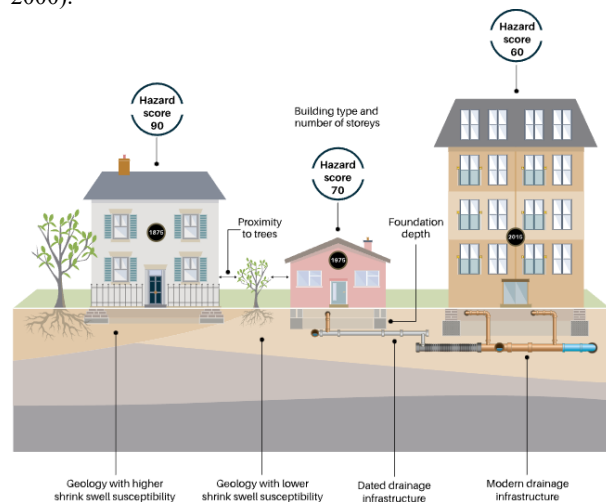 2000).
Hazard
score
60
Hazard
score
90
Building type and
number of storeys
Hazard
score
70
Proximity
to trees
Foundation
depth
1875
1975
2015
Geology with higher
shrink swell susceptibility
Geology with lower
shrink swell susceptibility
Dated drainage
infrastructure
Modern drainage
infrastructure